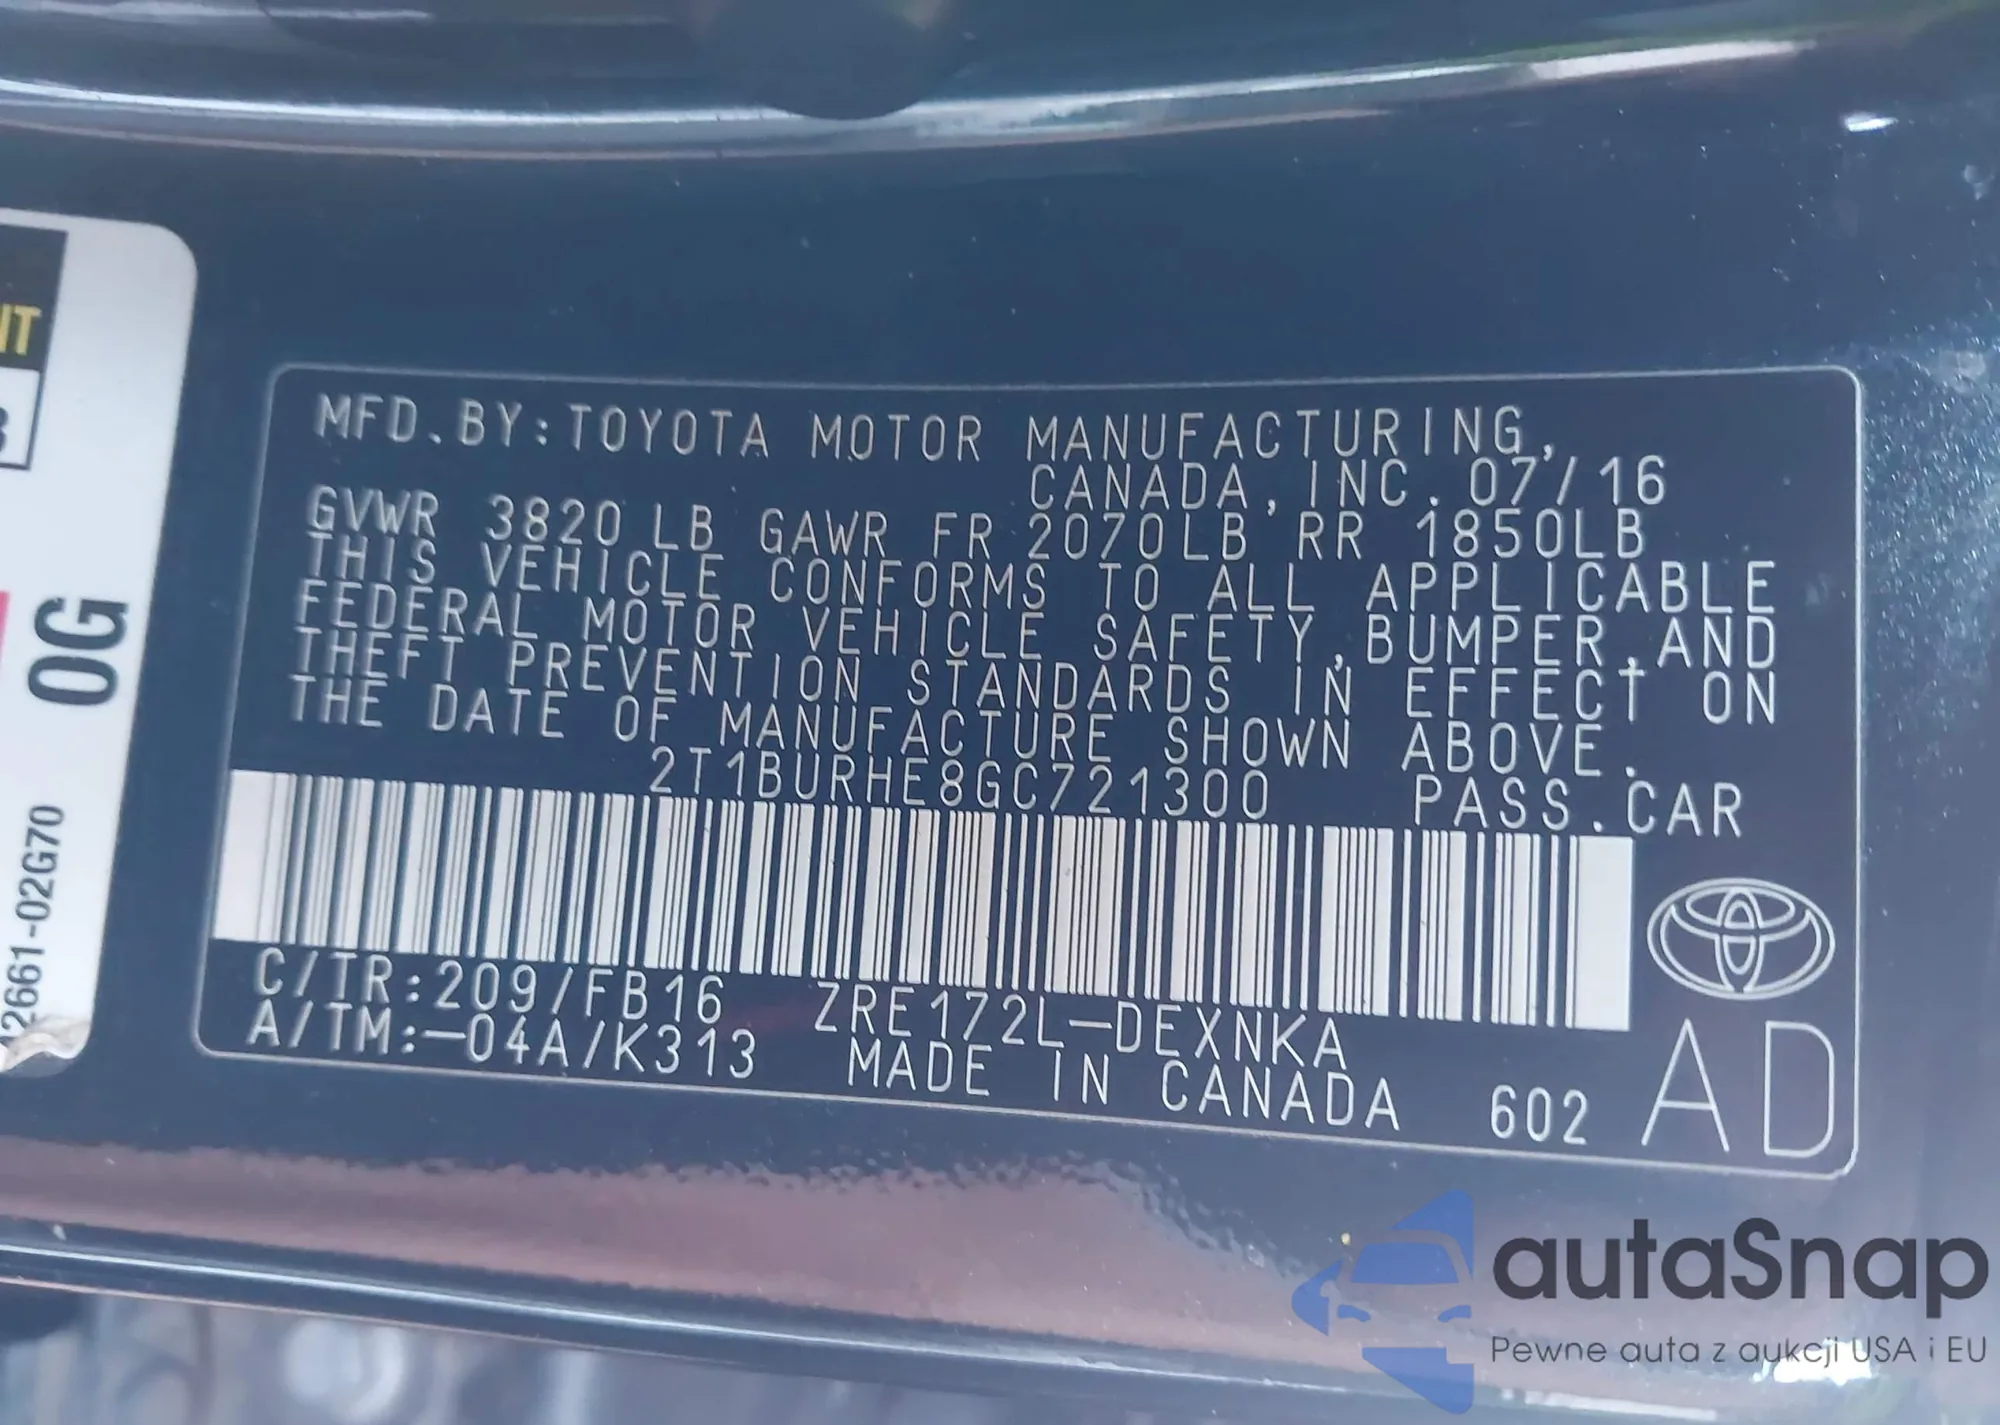 MFD.BY:TOYOTA MOTOR MANUFACTURING,
CANADA, INC. 07/16
GVWR 3820 LB GAWR FR 2070LB RR 1850LB
THIS VEHICLE CONFORMS TO ALL APPLICABLE
FEDERAL MOTOR VEHICLE SAFETY, BUMPER, AND
THEFT PREVENTION STANDARDS IN EFFECT ON
THE DATE OF MANUFACTURE SHOWN ABOVE.
2T1BURHE8GC721300 PASS.CAR
C/TR:209/FB16 ZRE172L-DEXNKA
A/TM:-04A/K313 MADE IN CANADA 602 AD
0G
2661-02G70
autaSnap
Pewne auta z aukcji USA i EU